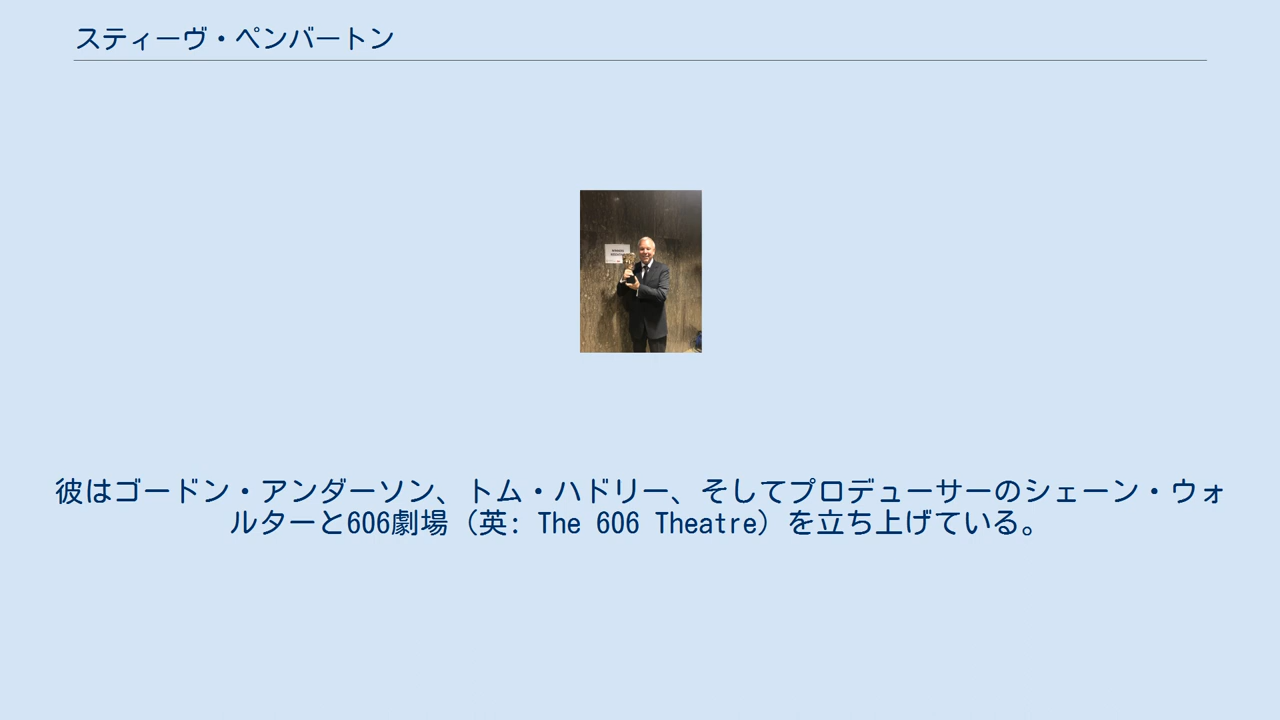 スティーヴ・ペンバートン
彼はゴードン・アンダーソン、トム・ハドリー、そしてプロデューサーのシェーン・ウォ
ルターと606劇場（英: The 606 Theatre）を立ち上げている。